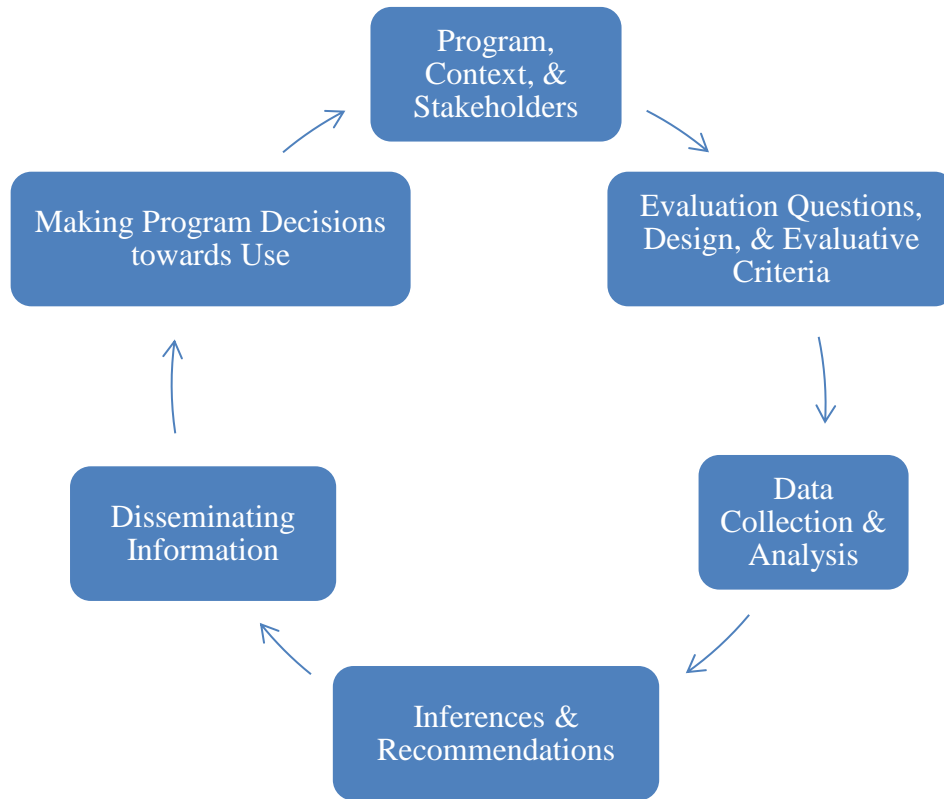 Program,
Context, &
Stakeholders
Evaluation Questions,
Design, & Evaluative
Criteria
Data
Collection &
Analysis
Inferences &
Recommendations
Disseminating
Information
Making Program Decisions
towards Use